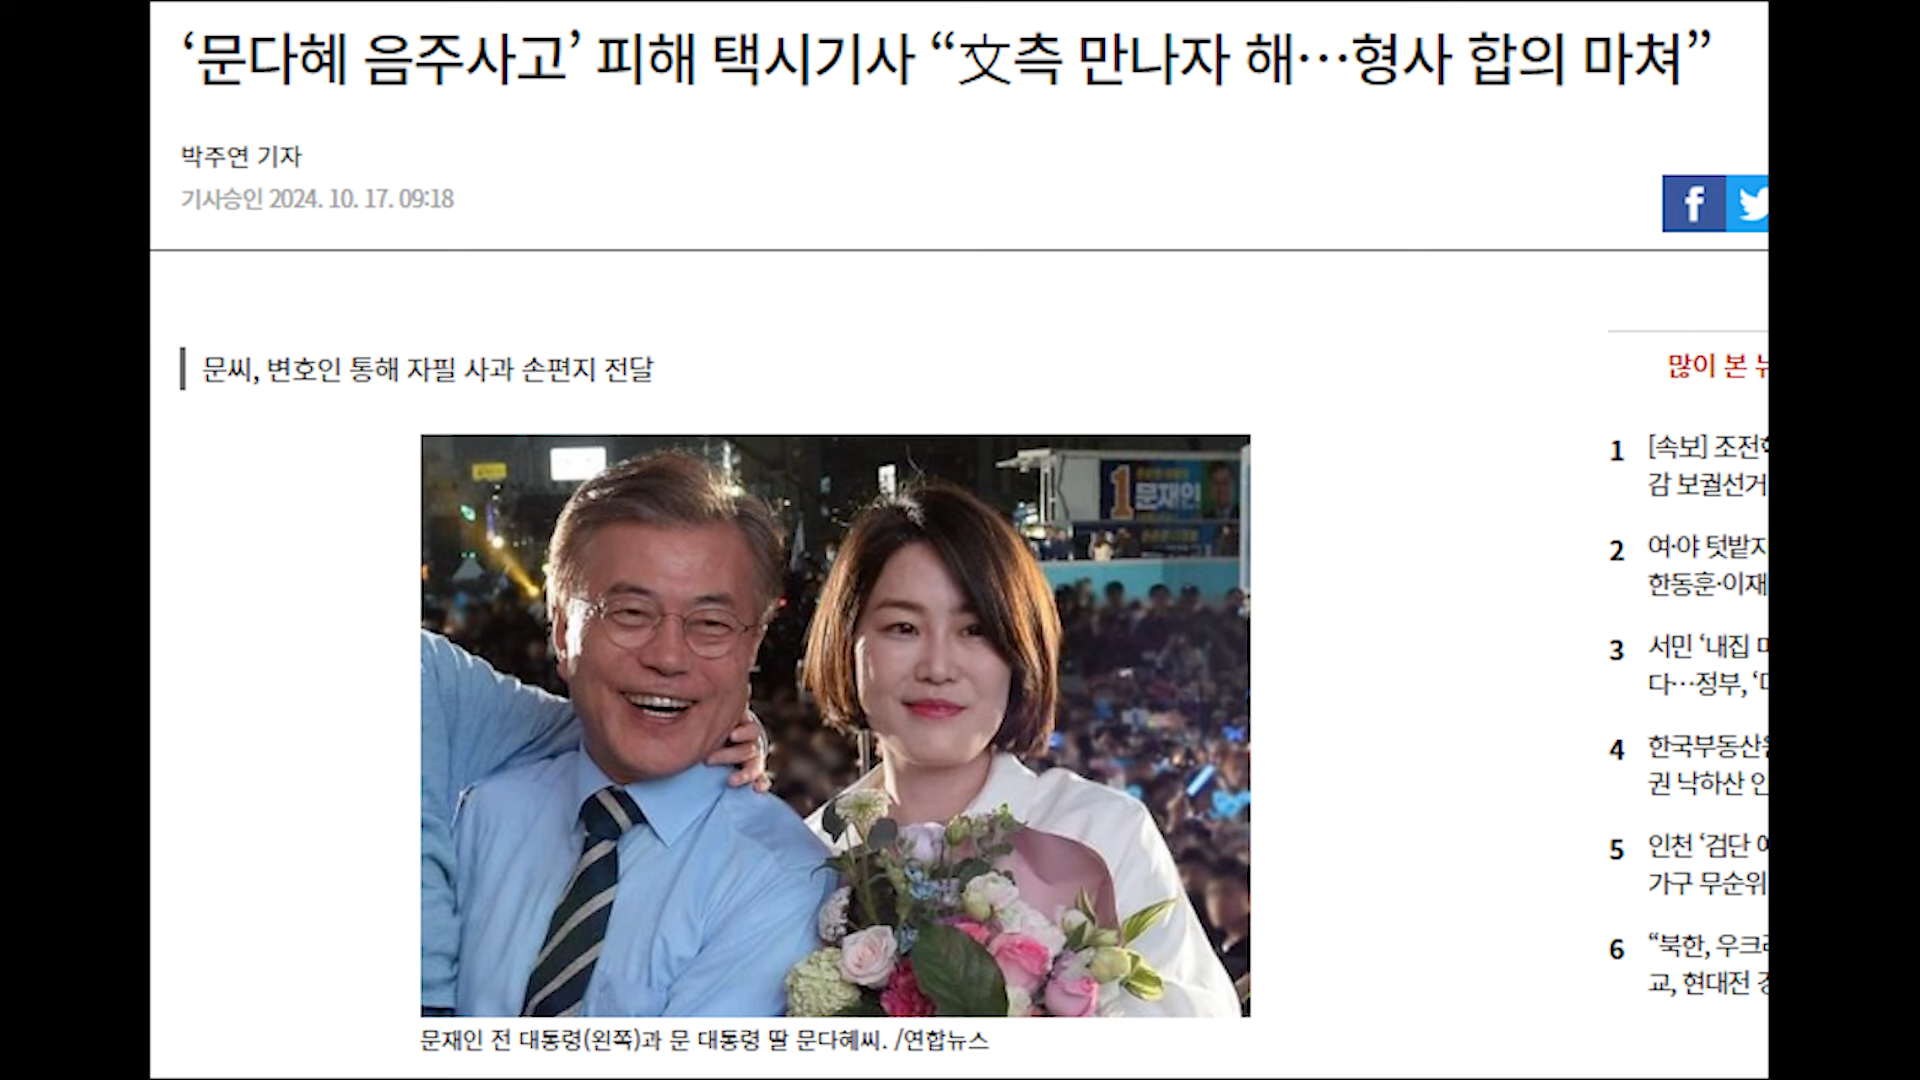 ‘문다혜 음주사고’ 피해 택시기사 “文측 만나자 해…형사 합의 마쳐”
박주연 기자
기사승인 2024. 10. 17. 09:18
f
문씨, 변호인 통해 자필 사과 손편지 전달
1 문재인
문재인 전 대통령(왼쪽)과 문 대통령 딸 문다혜씨. /연합뉴스
많이 본
1 [속보] 조전
감 보궐선거
2 여·야 텃밭
한동훈·이재
3 서민 ‘내집
다…정부, ‘
4 한국부동산
권 낙하산
5 인천 ‘검단
가구 무순위
6 “북한, 우크
교, 현대전